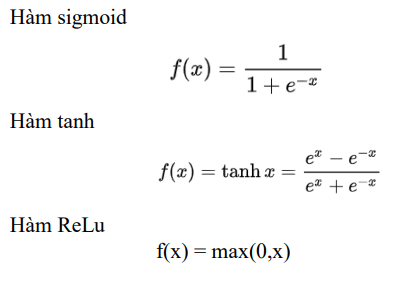 Hàm sigmoid
f(x) = 1 / (1 + e^{-x})
Hàm tanh
f(x) = tanh x = (e^x − e^{-x}) / (e^x + e^{-x})
Hàm ReLu
f(x) = max(0,x)